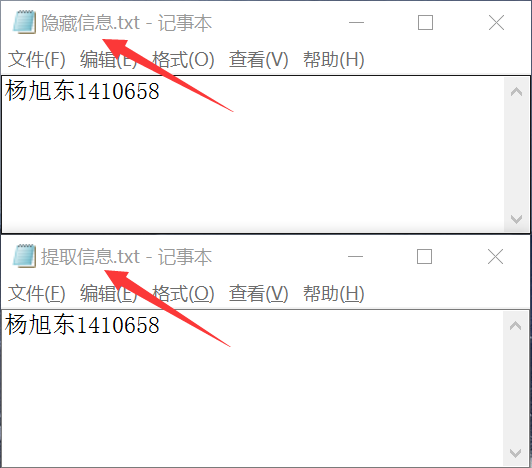 隐藏信息.txt - 记事本
文件(F) 编辑(E) 格式(O) 查看(V) 帮助(H)
杨旭东1410658
提取信息.txt - 记事本
文件(F) 编辑(E) 格式(O) 查看(V) 帮助(H)
杨旭东1410658